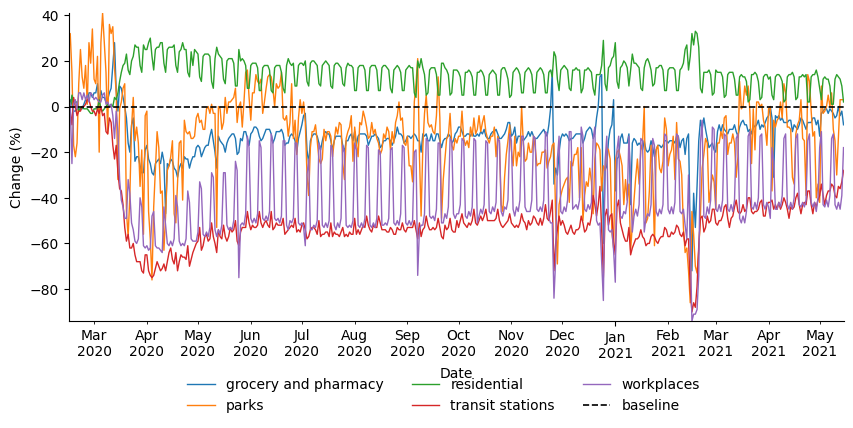 Change (%)
40
20
0
−20
−40
−60
−80
Mar Apr May Jun Jul Aug Sep Oct Nov Dec Jan Feb Mar Apr May
2020 2020 2020 2020 2020 2020 2020 2020 2020 2020 2021 2021 2021 2021 2021
Date
grocery and pharmacy residential workplaces
parks transit stations baseline